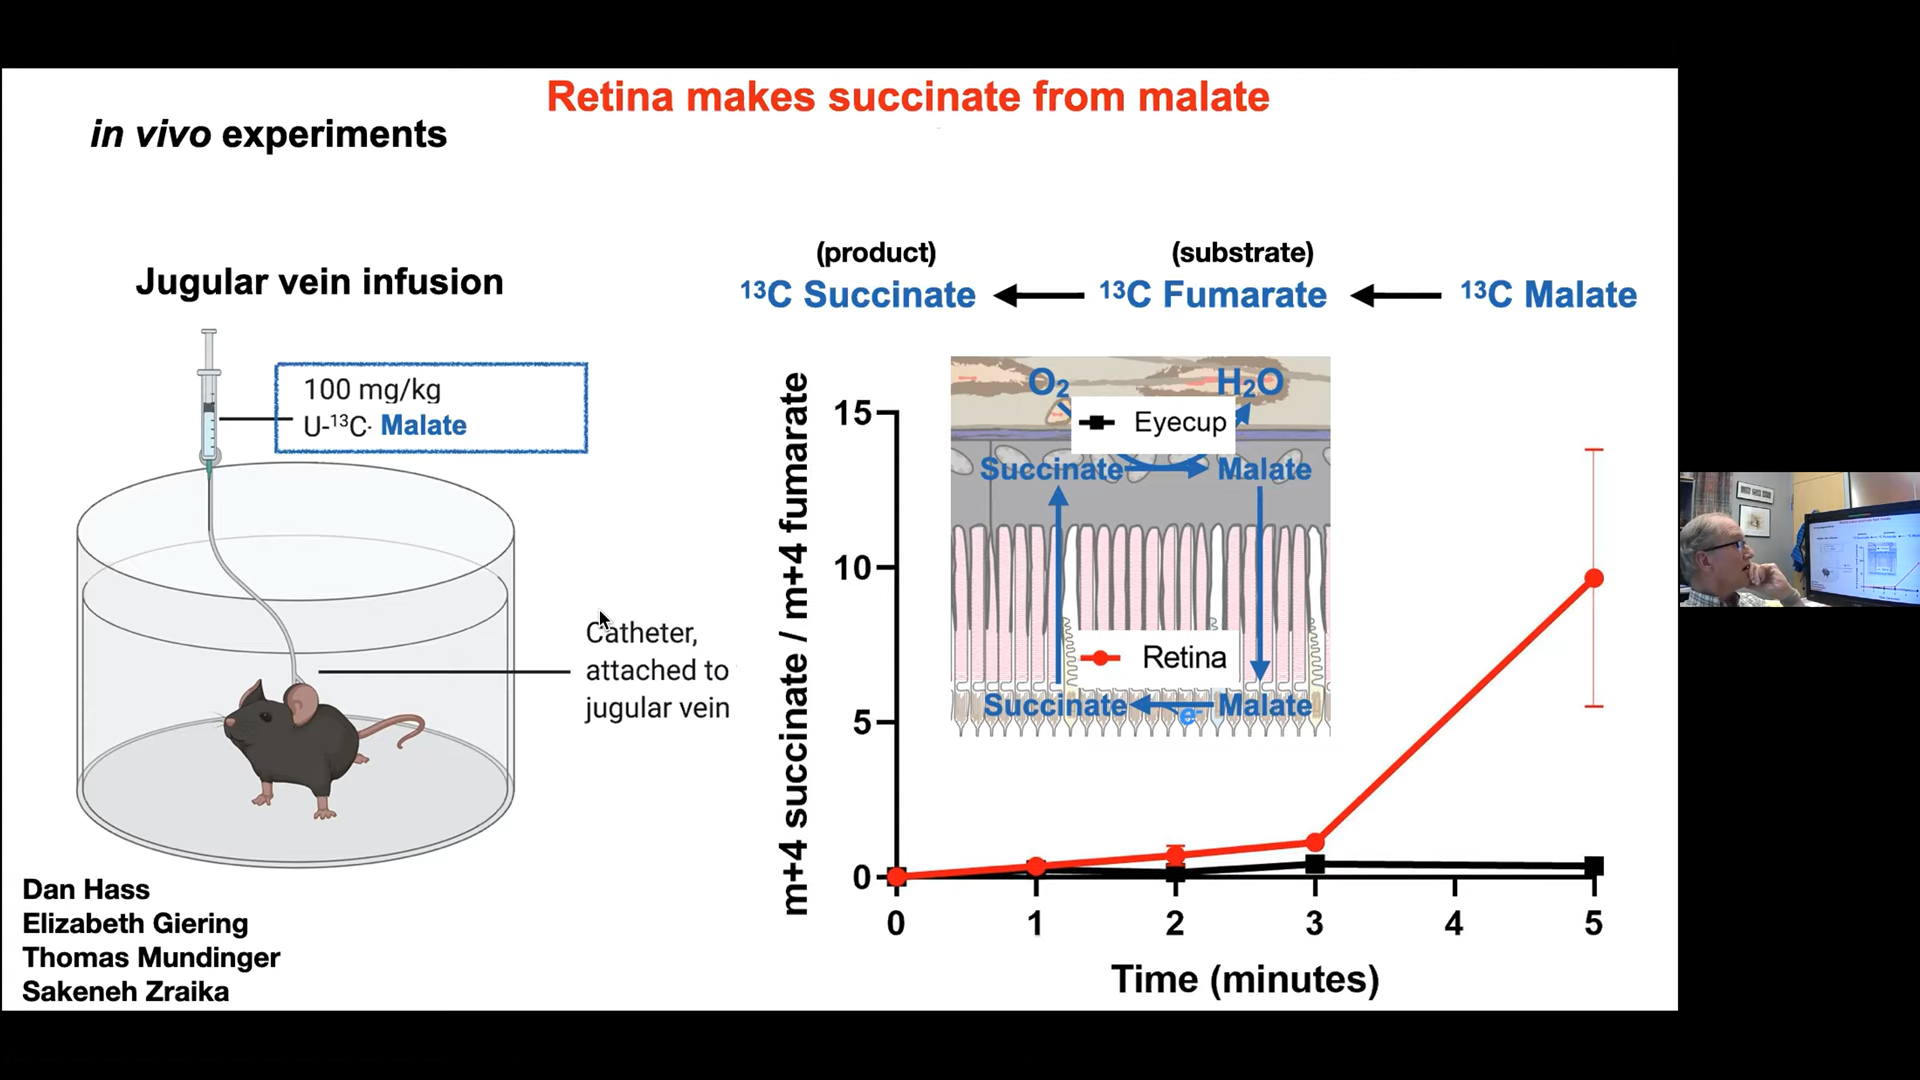 Retina makes succinate from malate
in vivo experiments
Jugular vein infusion
100 mg/kg
U-¹³C· Malate
Catheter,
attached to
jugular vein
Dan Hass
Elizabeth Giering
Thomas Mundinger
Sakeneh Zraika
(product) (substrate)
¹³C Succinate ¹³C Fumarate ¹³C Malate
m+4 succinate / m+4 fumarate
15
10
5
0
O₂ H₂O
Eyecup
Succinate Malate
Retina
Succinate e⁻ Malate
0 1 2 3 4 5
Time (minutes)